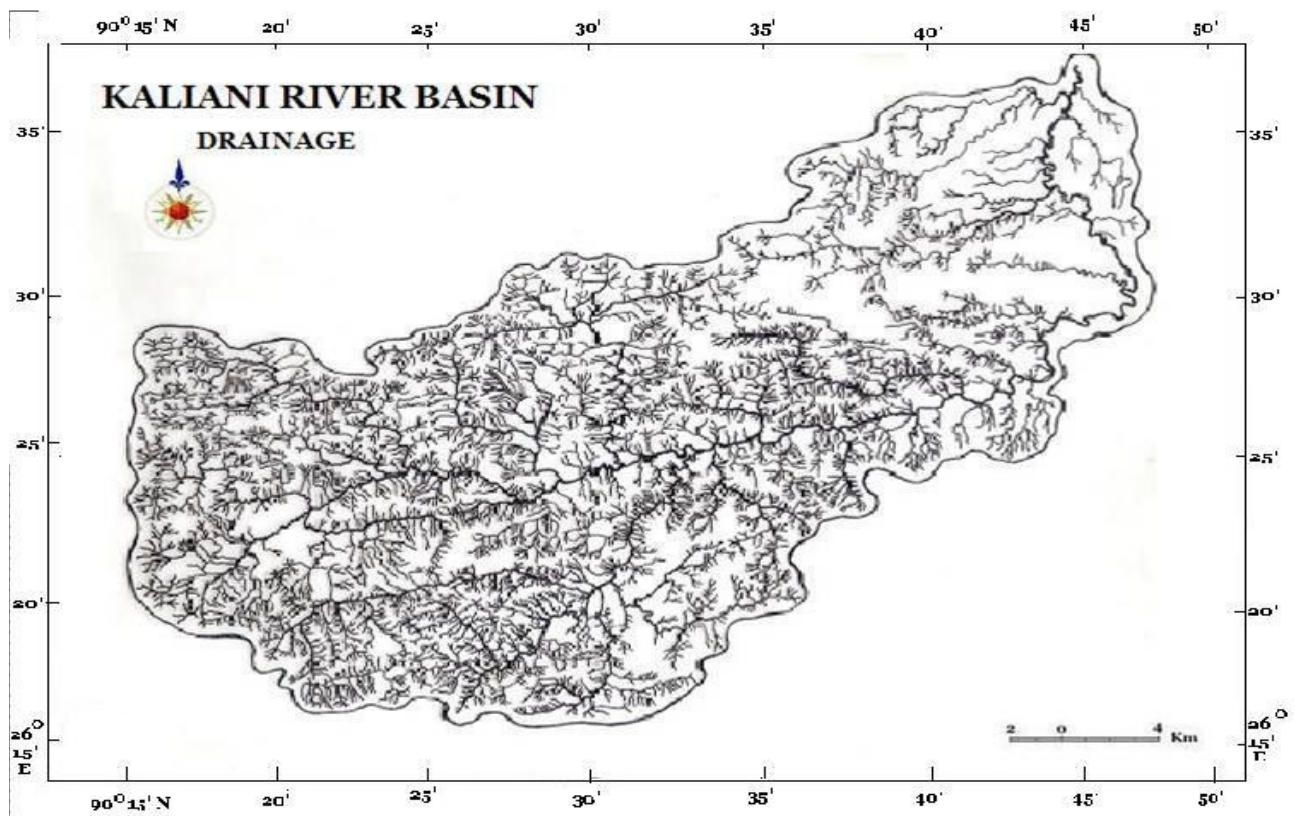 90⁰ 15' N 20' 25' 30' 35' 40' 45' 50'
KALIANI RIVER BASIN
DRAINAGE
35' 35'
30' 30'
25' 25'
20' 20'
26⁰ 15' E 26⁰ 15' E
2 0 4 Km
90⁰ 15' N 20' 25' 30' 35' 40' 45' 50'